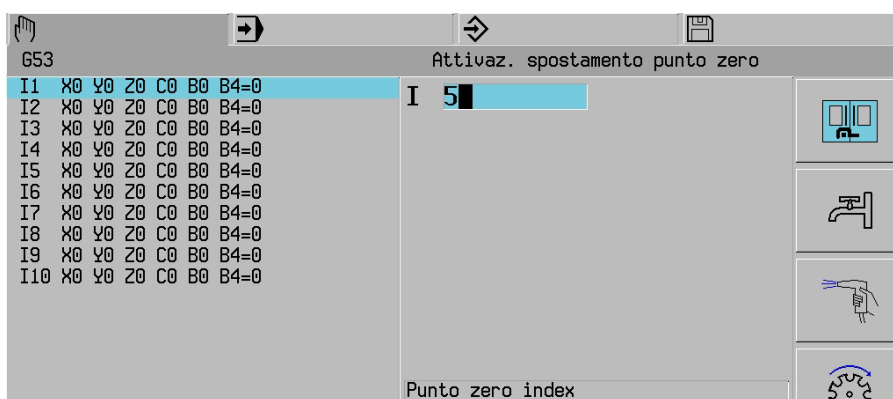 G53 Attivaz. spostamento punto zero
I1 X0 Y0 Z0 C0 B0 B4=0
I2 X0 Y0 Z0 C0 B0 B4=0
I3 X0 Y0 Z0 C0 B0 B4=0
I4 X0 Y0 Z0 C0 B0 B4=0
I5 X0 Y0 Z0 C0 B0 B4=0
I6 X0 Y0 Z0 C0 B0 B4=0
I7 X0 Y0 Z0 C0 B0 B4=0
I8 X0 Y0 Z0 C0 B0 B4=0
I9 X0 Y0 Z0 C0 B0 B4=0
I10 X0 Y0 Z0 C0 B0 B4=0
I 5
Punto zero index